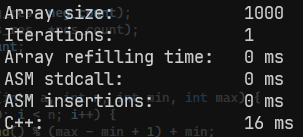 Array size: 1000
Iterations: 1
Array refilling time: 0 ms
ASM stdcall: 0 ms
ASM insertions: 0 ms
C++: 16 ms